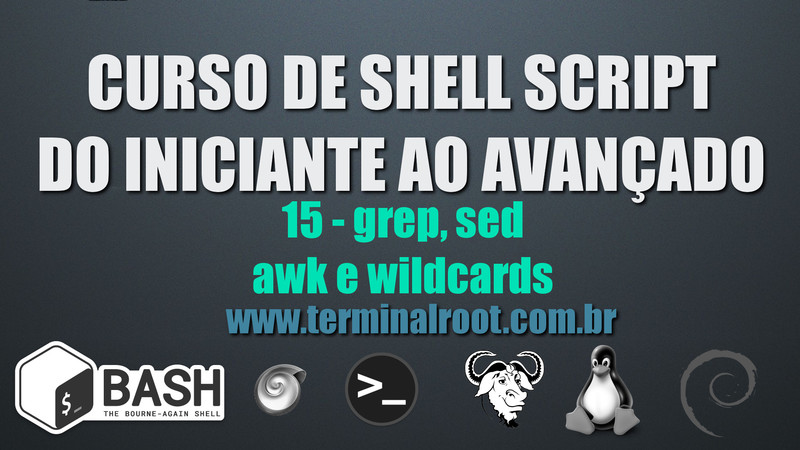 CURSO DE SHELL SCRIPT
DO INICIANTE AO AVANÇADO
15 - grep, sed
awk e wildcards
www.terminalroot.com.br
$_
BASH
THE BOURNE-AGAIN SHELL
>_